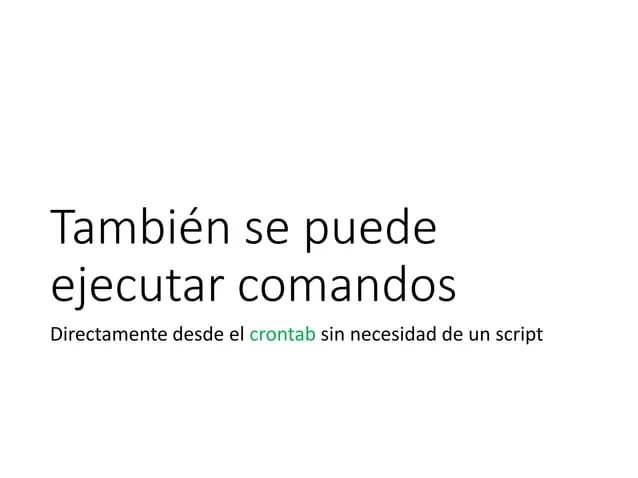 También se puede
ejecutar comandos
Directamente desde el crontab sin necesidad de un script